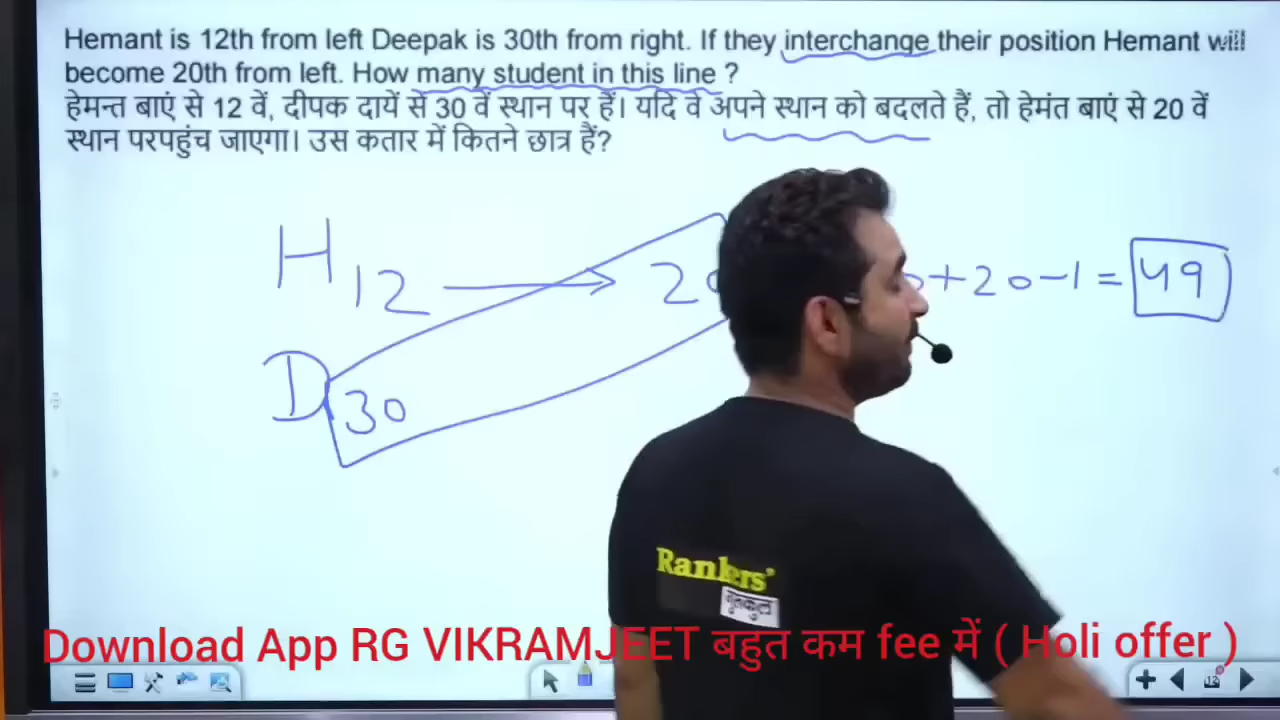 Hemant is 12th from left Deepak is 30th from right. If they interchange their position Hemant will
become 20th from left. How many student in this line ?
हेमन्त बाएं से 12 वें, दीपक दायें से 30 वें स्थान पर हैं। यदि वे अपने स्थान को बदलते हैं, तो हेमंत बाएं से 20 वें
स्थान परपहुंच जाएगा। उस कतार में कितने छात्र हैं?
H 12 → 20
+20-1=49
D 30
Rankers'
गुरुकुल
Download App RG VIKRAMJEET बहुत कम fee में ( Holi offer )